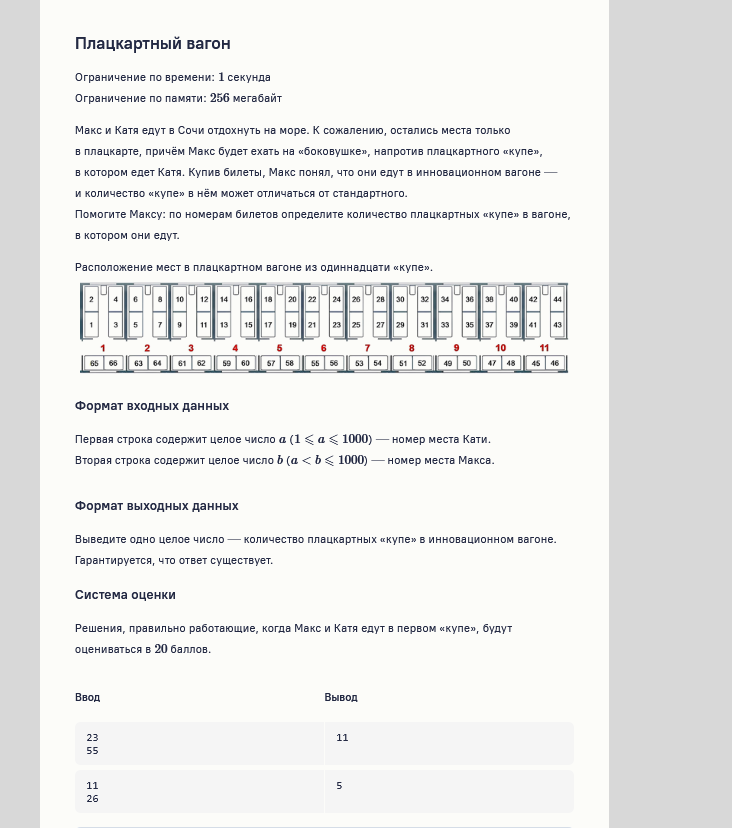 Плацкартный вагон
Ограничение по времени: 1 секунда
Ограничение по памяти: 256 мегабайт
Макс и Катя едут в Сочи отдохнуть на море. К сожалению, остались места только
в плацкарте, причём Макс будет ехать на «боковушке», напротив плацкартного «купе»,
в котором едет Катя. Купив билеты, Макс понял, что они едут в инновационном вагоне —
и количество «купе» в нём может отличаться от стандартного.
Помогите Максу: по номерам билетов определите количество плацкартных «купе» в вагоне,
в котором они едут.
Расположение мест в плацкартном вагоне из одиннадцати «купе».
2 4 6 8 10 12 14 16 18 20 22 24 26 28 30 32 34 36 38 40 42 44
1 3 5 7 9 11 13 15 17 19 21 23 25 27 29 31 33 35 37 39 41 43
1 2 3 4 5 6 7 8 9 10 11
65 66 63 64 61 62 59 60 57 58 55 56 53 54 51 52 49 50 47 48 45 46
Формат входных данных
Первая строка содержит целое число a (1 ⩽ a ⩽ 1000) — номер места Кати.
Вторая строка содержит целое число b (a < b ⩽ 1000) — номер места Макса.
Формат выходных данных
Выведите одно целое число — количество плацкартных «купе» в инновационном вагоне.
Гарантируется, что ответ существует.
Система оценки
Решения, правильно работающие, когда Макс и Катя едут в первом «купе», будут
оцениваться в 20 баллов.
Ввод Вывод
23 11
55
11 5
26